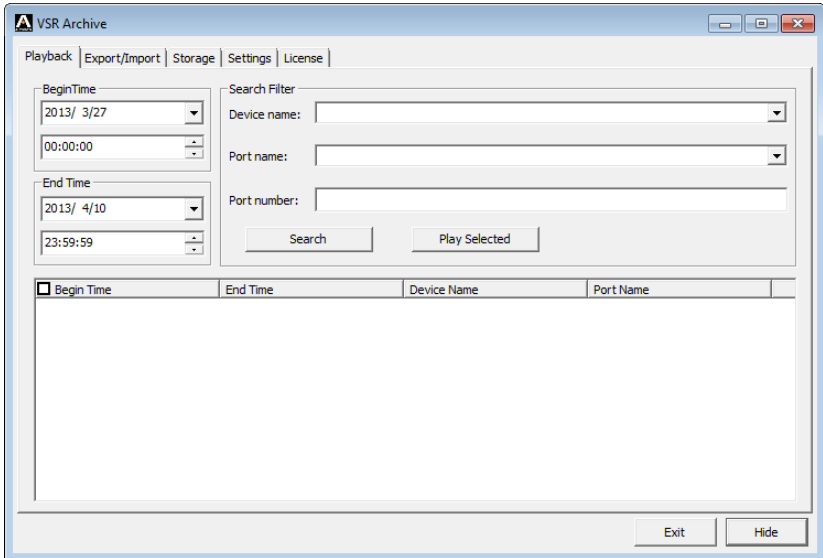 VSR Archive
Playback Export/Import Storage Settings License
BeginTime
2013/ 3/27
00:00:00
End Time
2013/ 4/10
23:59:59
Search Filter
Device name:
Port name:
Port number:
Search Play Selected
Begin Time End Time Device Name Port Name
Exit Hide